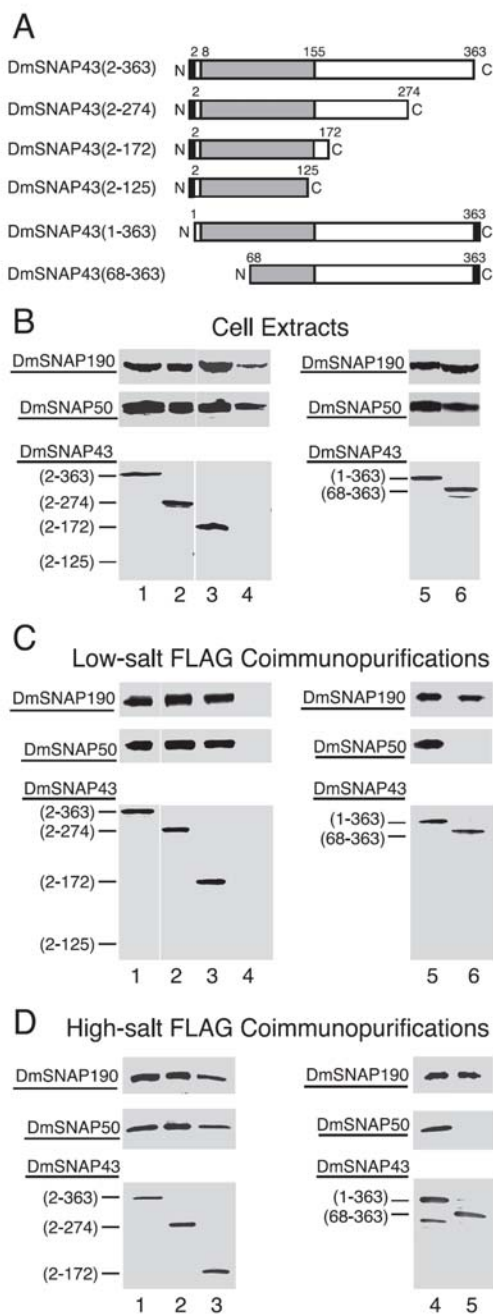 A
2 8 155 363
DmSNAP43(2-363) N C
2 274
DmSNAP43(2-274) N C
2 172
DmSNAP43(2-172) N C
2 125
DmSNAP43(2-125) N C
1 363
DmSNAP43(1-363) N C
68 363
DmSNAP43(68-363) N C
B
Cell Extracts
DmSNAP190
DmSNAP50
DmSNAP43
(2-363)
(2-274)
(2-172)
(2-125)
1 2 3 4
DmSNAP190
DmSNAP50
DmSNAP43
(1-363)
(68-363)
5 6
C
Low-salt FLAG Coimmunopurifications
DmSNAP190
DmSNAP50
DmSNAP43
(2-363)
(2-274)
(2-172)
(2-125)
1 2 3 4
DmSNAP190
DmSNAP50
DmSNAP43
(1-363)
(68-363)
5 6
D
High-salt FLAG Coimmunopurifications
DmSNAP190
DmSNAP50
DmSNAP43
(2-363)
(2-274)
(2-172)
1 2 3
DmSNAP190
DmSNAP50
DmSNAP43
(1-363)
(68-363)
4 5